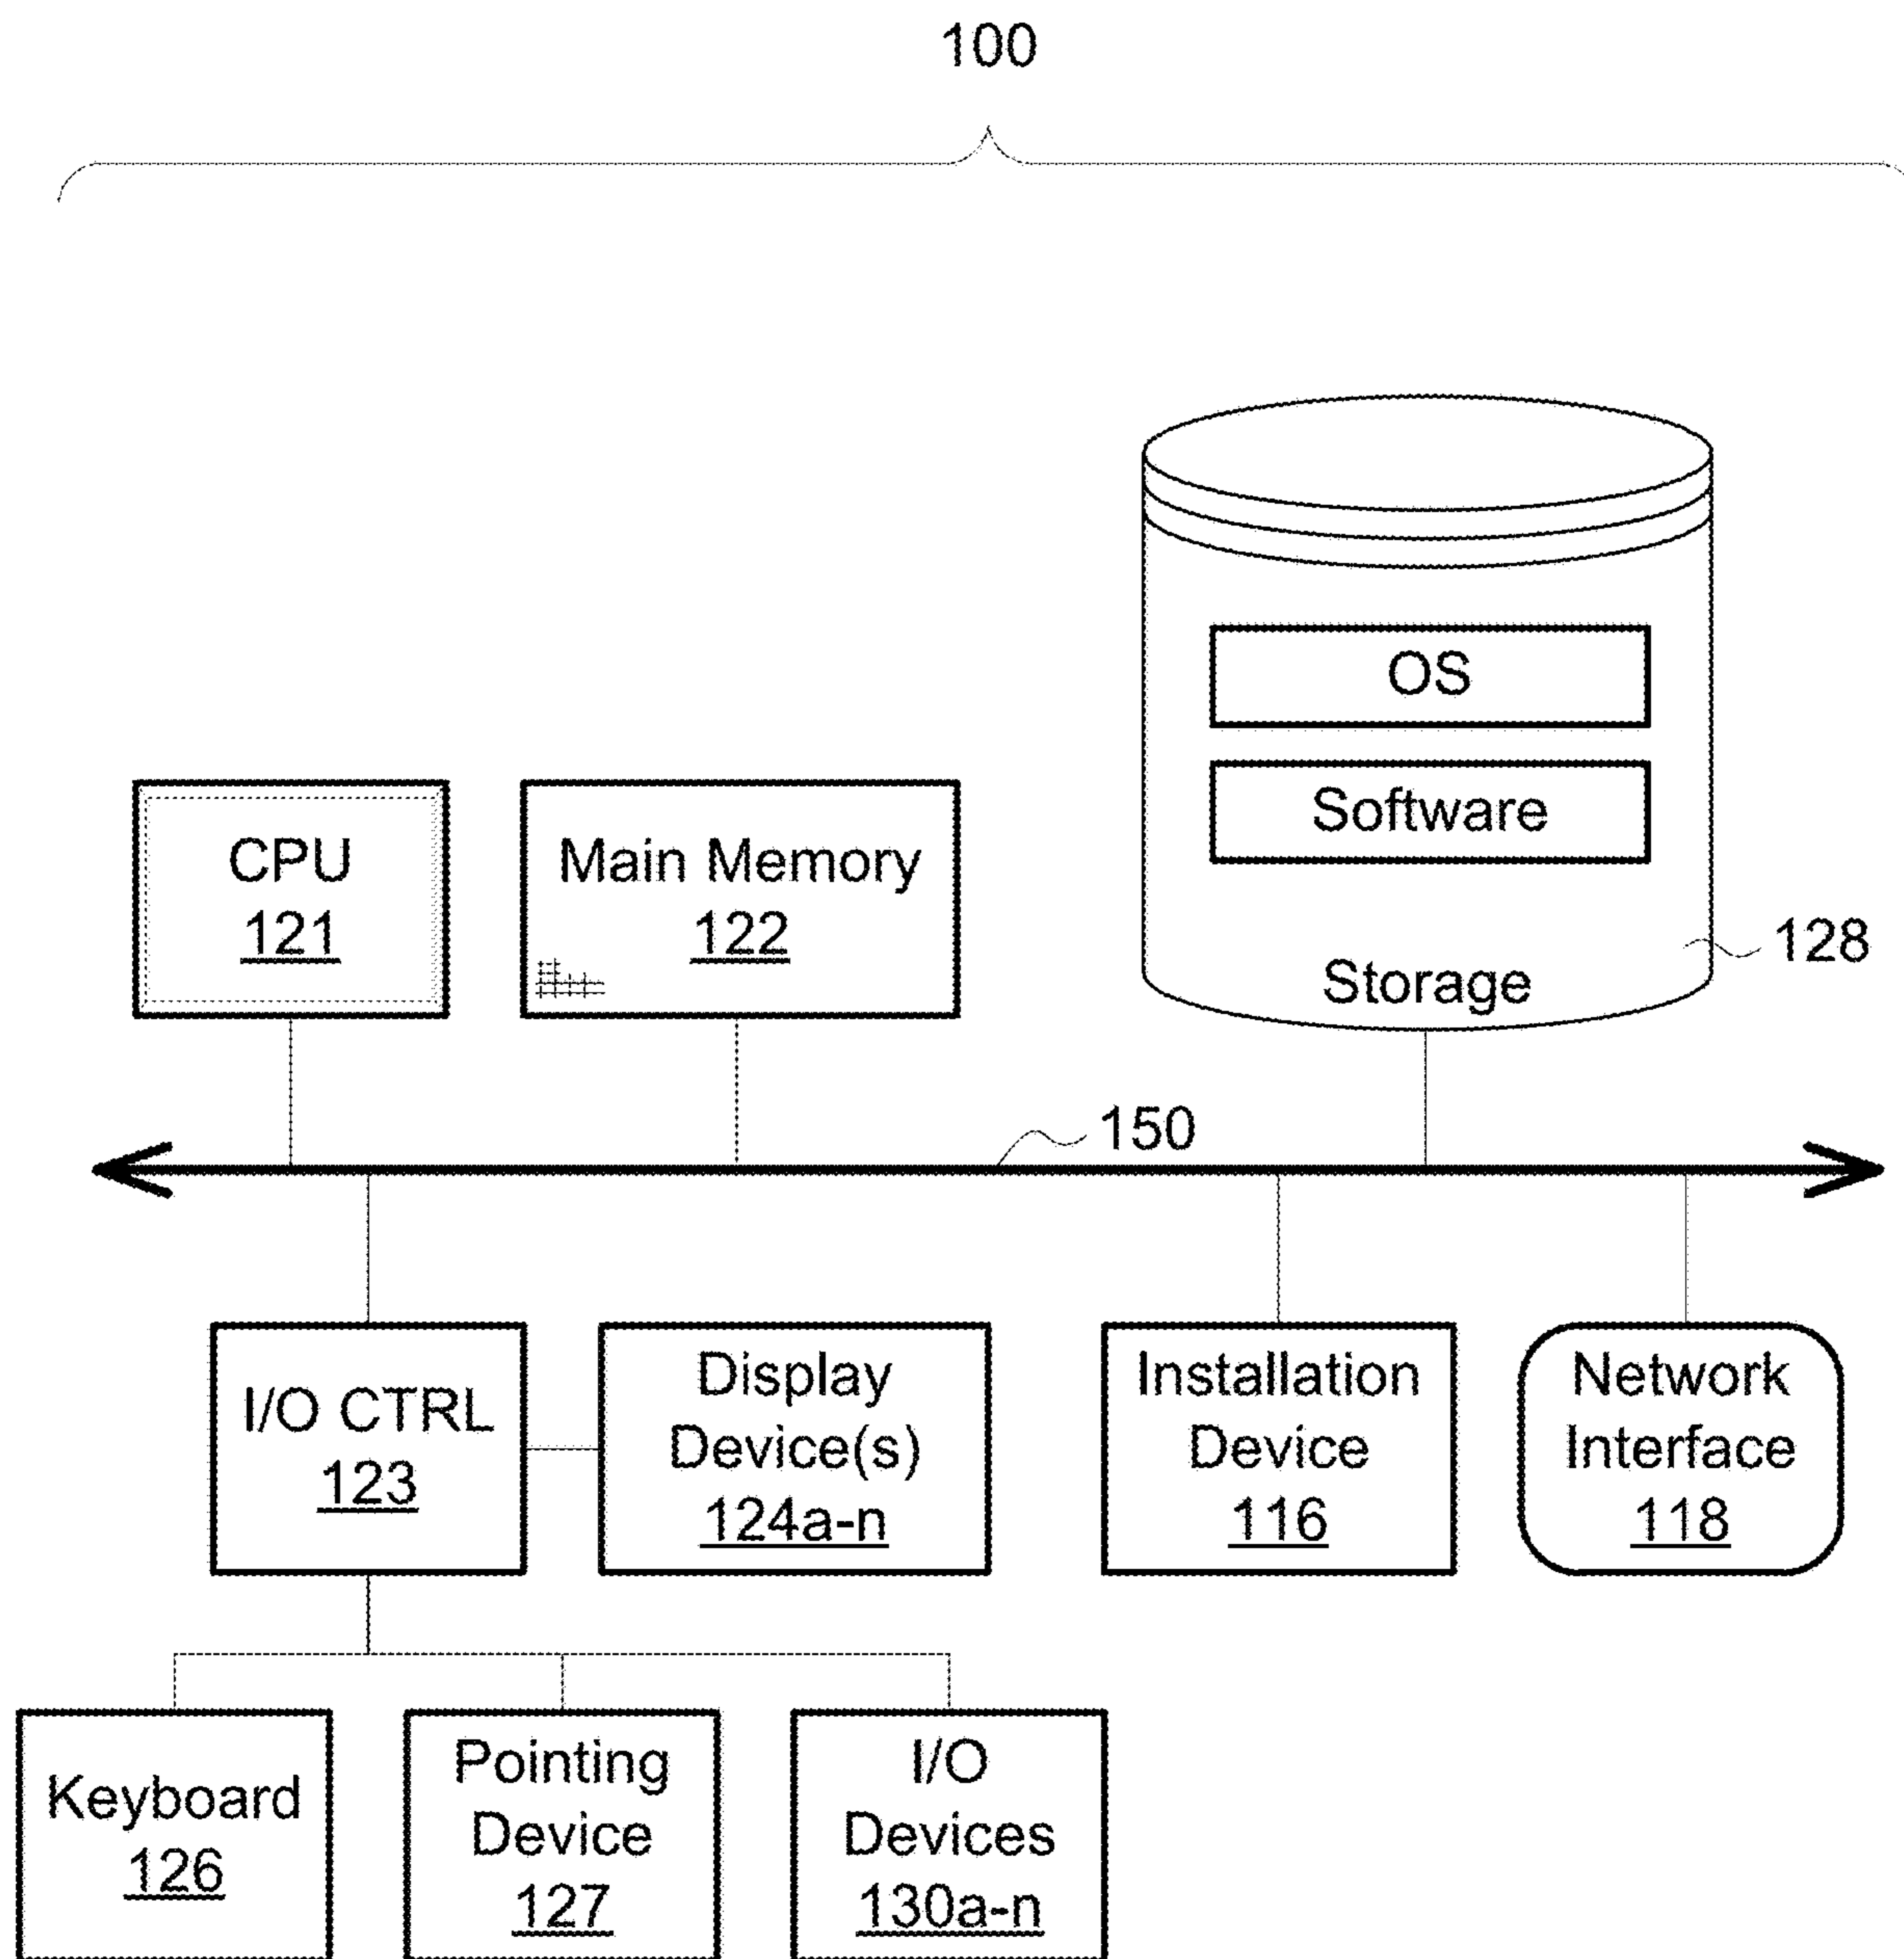 100
OS
Software
Storage
128
CPU
121
Main Memory
122
150
I/O CTRL
123
Display
Device(s)
124a-n
Installation
Device
116
Network
Interface
118
Keyboard
126
Pointing
Device
127
I/O
Devices
130a-n